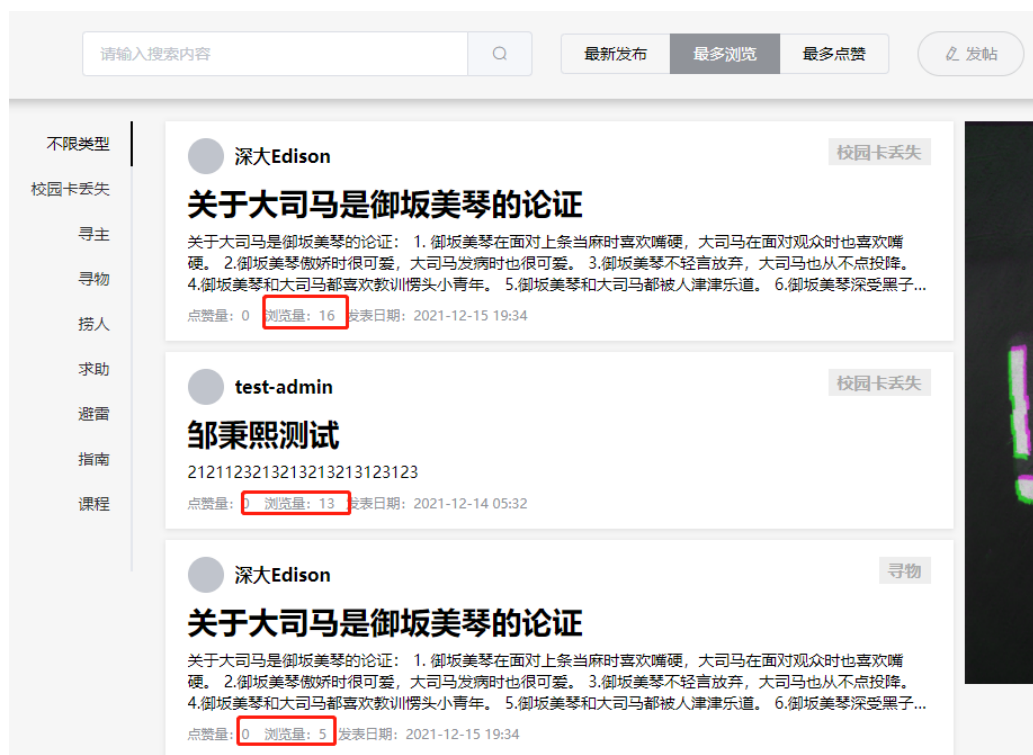 请输入搜索内容
最新发布 最多浏览 最多点赞 发帖
不限类型
校园卡丢失
寻主
寻物
捞人
求助
避雷
指南
课程
深大Edison 校园卡丢失
关于大司马是御坂美琴的论证
关于大司马是御坂美琴的论证： 1. 御坂美琴在面对上条当麻时喜欢嘴硬，大司马在面对观众时也喜欢嘴
硬。 2.御坂美琴傲娇时很可爱，大司马发病时也很可爱。 3.御坂美琴不轻言放弃，大司马也从不点投降。
4.御坂美琴和大司马都喜欢教训愣头小青年。 5.御坂美琴和大司马都被人津津乐道。 6.御坂美琴深受黑子...
点赞量：0 浏览量：16 发表日期：2021-12-15 19:34
test-admin 校园卡丢失
邹秉熙测试
2121123213213213213123123
点赞量：0 浏览量：13 发表日期：2021-12-14 05:32
深大Edison 寻物
关于大司马是御坂美琴的论证
关于大司马是御坂美琴的论证： 1. 御坂美琴在面对上条当麻时喜欢嘴硬，大司马在面对观众时也喜欢嘴
硬。 2.御坂美琴傲娇时很可爱，大司马发病时也很可爱。 3.御坂美琴不轻言放弃，大司马也从不点投降。
4.御坂美琴和大司马都喜欢教训愣头小青年。 5.御坂美琴和大司马都被人津津乐道。 6.御坂美琴深受黑子...
点赞量：0 浏览量：5 发表日期：2021-12-15 19:34